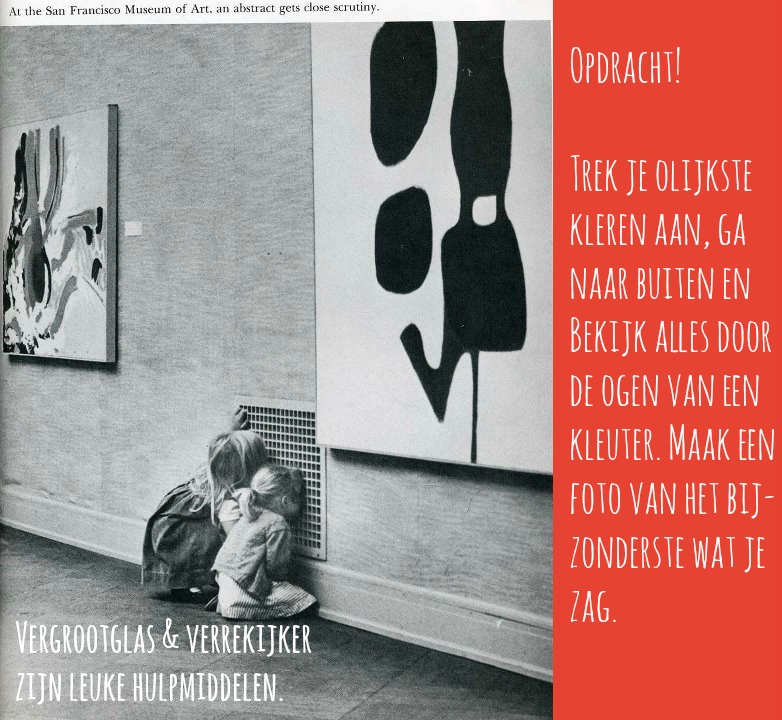 At the San Francisco Museum of Art, an abstract gets close scrutiny.
Opdracht!
Trek je olijkste
kleren aan, ga
naar buiten en
Bekijk alles door
de ogen van een
kleuter. Maak een
foto van het bij-
zonderste wat je
zag.
Vergrootglas & verrekijker
zijn leuke hulpmiddelen.